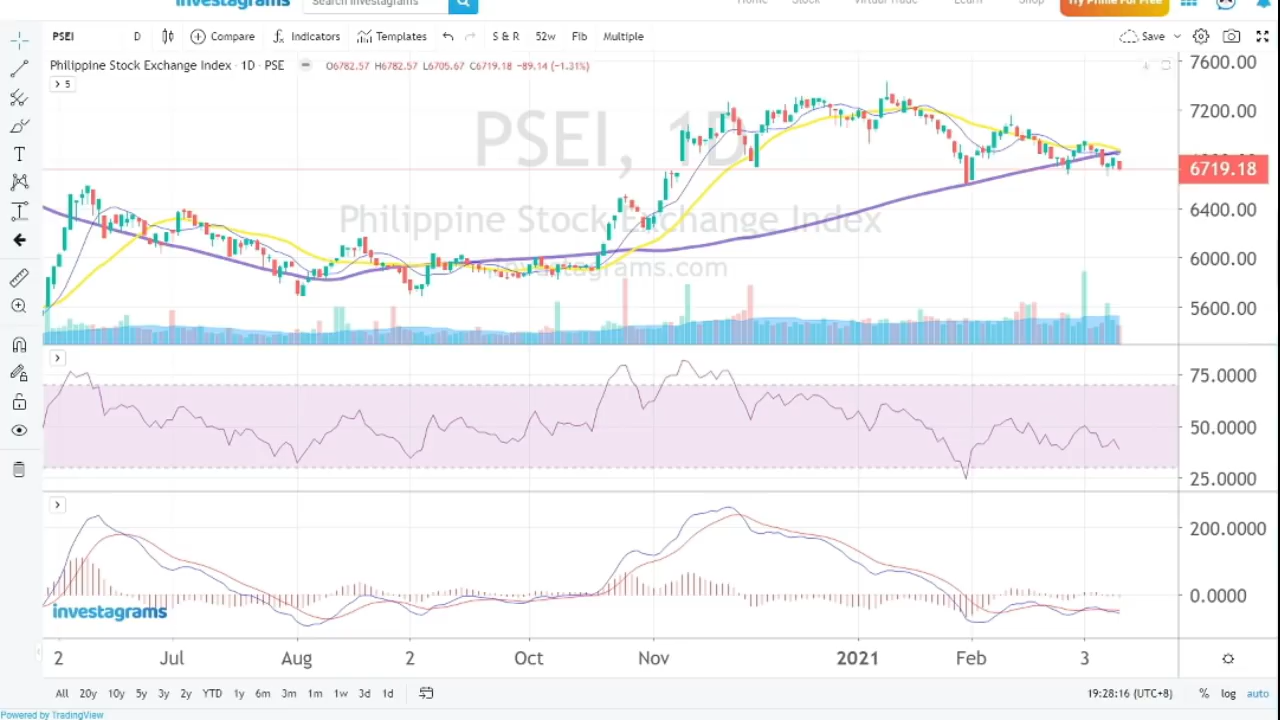 investagrams Search Investagrams Home Stock Virtual Trade Learn Shop Try Prime For Free
PSEI D Compare Indicators Templates S & R 52w Fib Multiple Save
Philippine Stock Exchange Index · 1D · PSE O6782.57 H6782.57 L6705.67 C6719.18 −89.14 (−1.31%)
5
PSEI, 1D
Philippine Stock Exchange Index
investagrams.com
7600.00
7200.00
6719.18
6400.00
6000.00
5600.00
75.0000
50.0000
25.0000
200.0000
0.0000
investagrams
2 Jul Aug 2 Oct Nov 2021 Feb 3
All 20y 10y 5y 3y 2y YTD 1y 6m 3m 1m 1w 3d 1d 19:28:16 (UTC+8) % log auto
Powered by TradingView